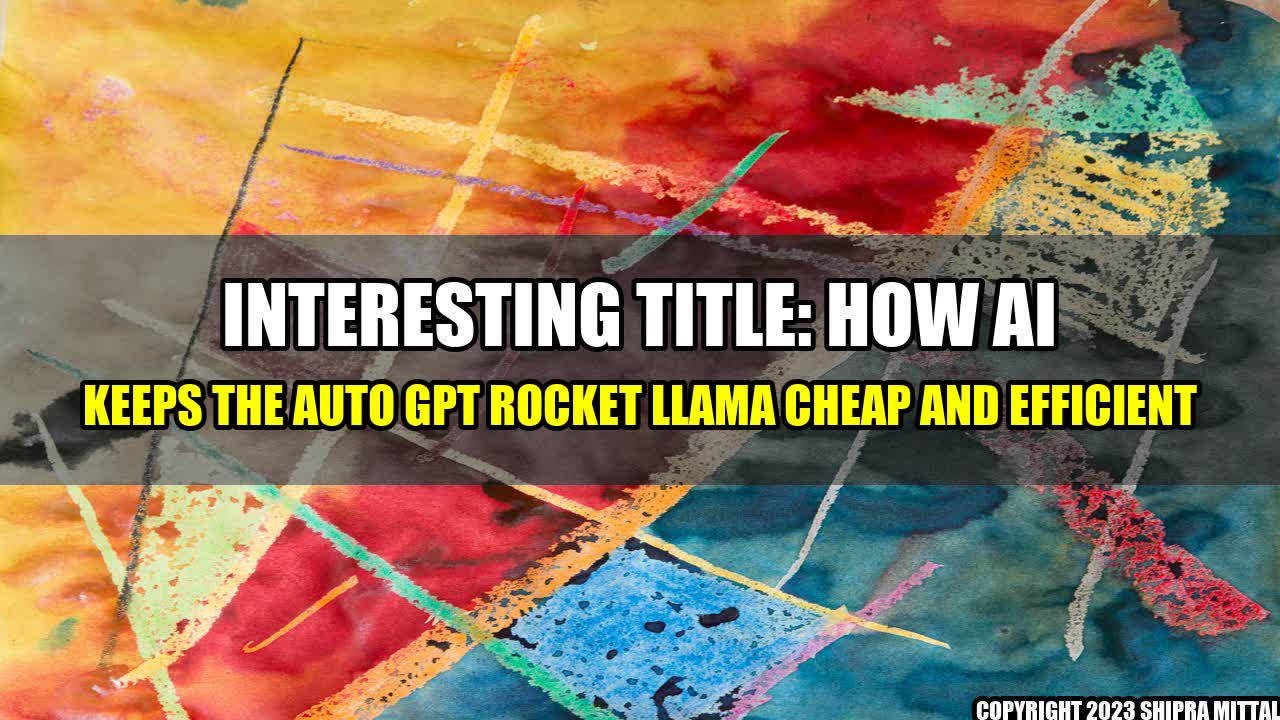 INTERESTING TITLE: HOW AI
KEEPS THE AUTO GPT ROCKET LLAMA CHEAP AND EFFICIENT
COPYRIGHT 2023 SHIPRA MITTAL